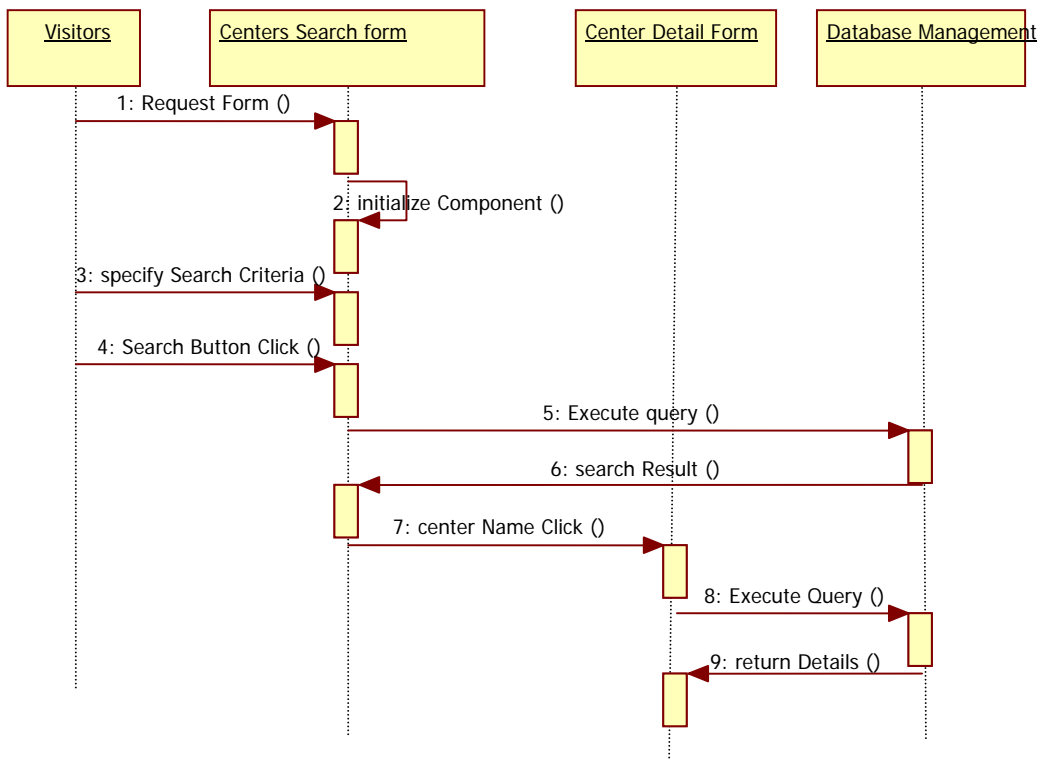 Visitors
Centers Search form
Center Detail Form
Database Management
1: Request Form ()
2: initialize Component ()
3: specify Search Criteria ()
4: Search Button Click ()
5: Execute query ()
6: search Result ()
7: center Name Click ()
8: Execute Query ()
9: return Details ()